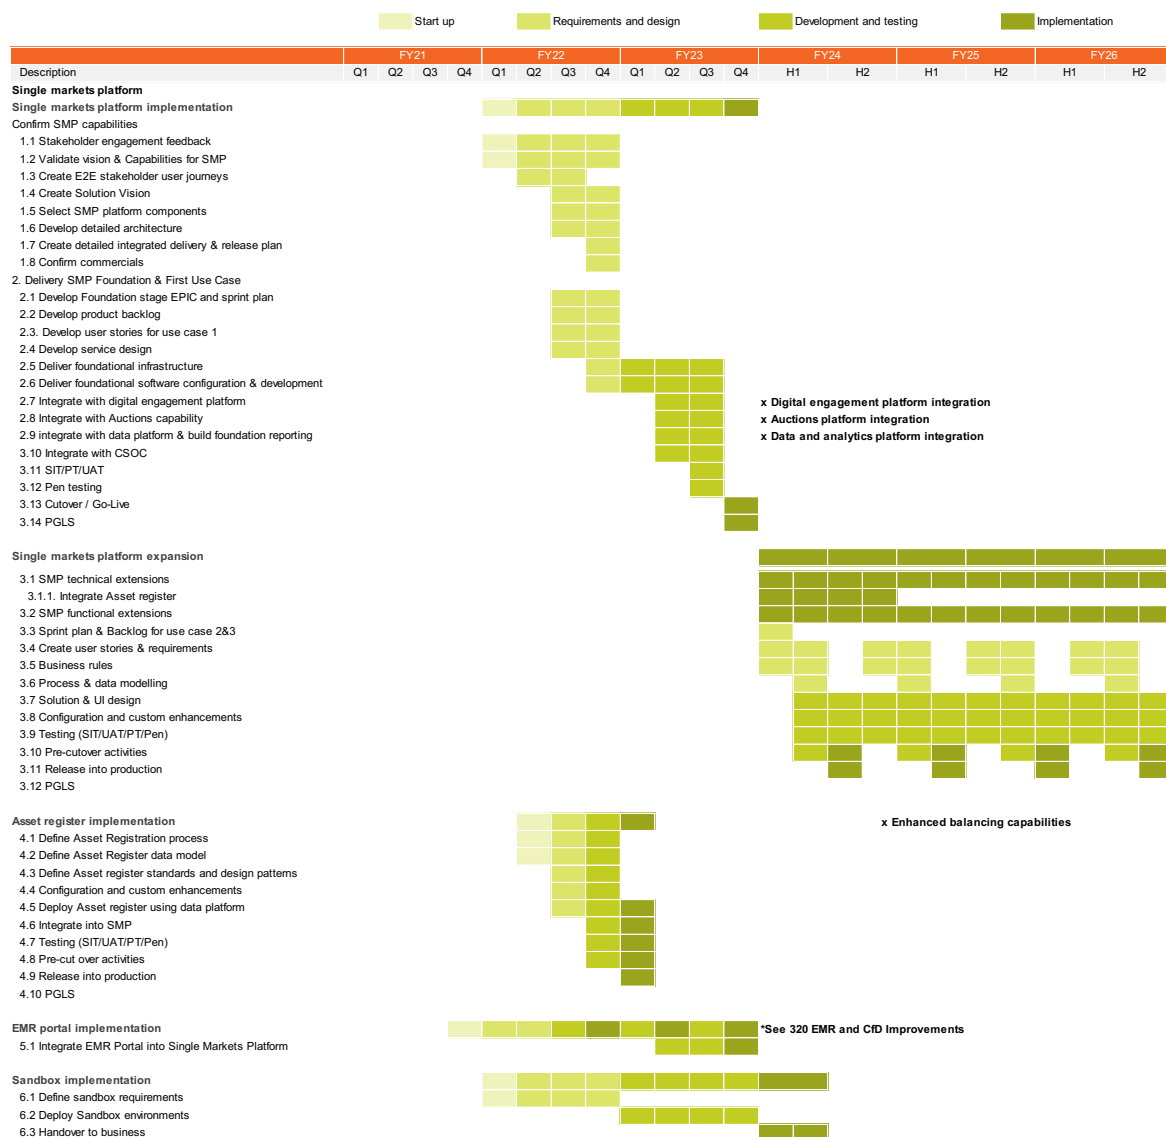 Start up Requirements and design Development and testing Implementation
FY21 FY22 FY23 FY24 FY25 FY26
Description Q1 Q2 Q3 Q4 Q1 Q2 Q3 Q4 Q1 Q2 Q3 Q4 H1 H2 H1 H2 H1 H2
Single markets platform
Single markets platform implementation
Confirm SMP capabilities
1.1 Stakeholder engagement feedback
1.2 Validate vision & Capabilities for SMP
1.3 Create E2E stakeholder user journeys
1.4 Create Solution Vision
1.5 Select SMP platform components
1.6 Develop detailed architecture
1.7 Create detailed integrated delivery & release plan
1.8 Confirm commercials
2. Delivery SMP Foundation & First Use Case
2.1 Develop Foundation stage EPIC and sprint plan
2.2 Develop product backlog
2.3. Develop user stories for use case 1
2.4 Develop service design
2.5 Deliver foundational infrastructure
2.6 Deliver foundational software configuration & development
2.7 Integrate with digital engagement platform x Digital engagement platform integration
2.8 Integrate with Auctions capability x Auctions platform integration
2.9 integrate with data platform & build foundation reporting x Data and analytics platform integration
3.10 Integrate with CSOC
3.11 SIT/PT/UAT
3.12 Pen testing
3.13 Cutover / Go-Live
3.14 PGLS
Single markets platform expansion
3.1 SMP technical extensions
3.1.1. Integrate Asset register
3.2 SMP functional extensions
3.3 Sprint plan & Backlog for use case 2&3
3.4 Create user stories & requirements
3.5 Business rules
3.6 Process & data modelling
3.7 Solution & UI design
3.8 Configuration and custom enhancements
3.9 Testing (SIT/UAT/PT/Pen)
3.10 Pre-cutover activities
3.11 Release into production
3.12 PGLS
Asset register implementation x Enhanced balancing capabilities
4.1 Define Asset Registration process
4.2 Define Asset Register data model
4.3 Define Asset register standards and design patterns
4.4 Configuration and custom enhancements
4.5 Deploy Asset register using data platform
4.6 Integrate into SMP
4.7 Testing (SIT/UAT/PT/Pen)
4.8 Pre-cut over activities
4.9 Release into production
4.10 PGLS
EMR portal implementation *See 320 EMR and CfD Improvements
5.1 Integrate EMR Portal into Single Markets Platform
Sandbox implementation
6.1 Define sandbox requirements
6.2 Deploy Sandbox environments
6.3 Handover to business